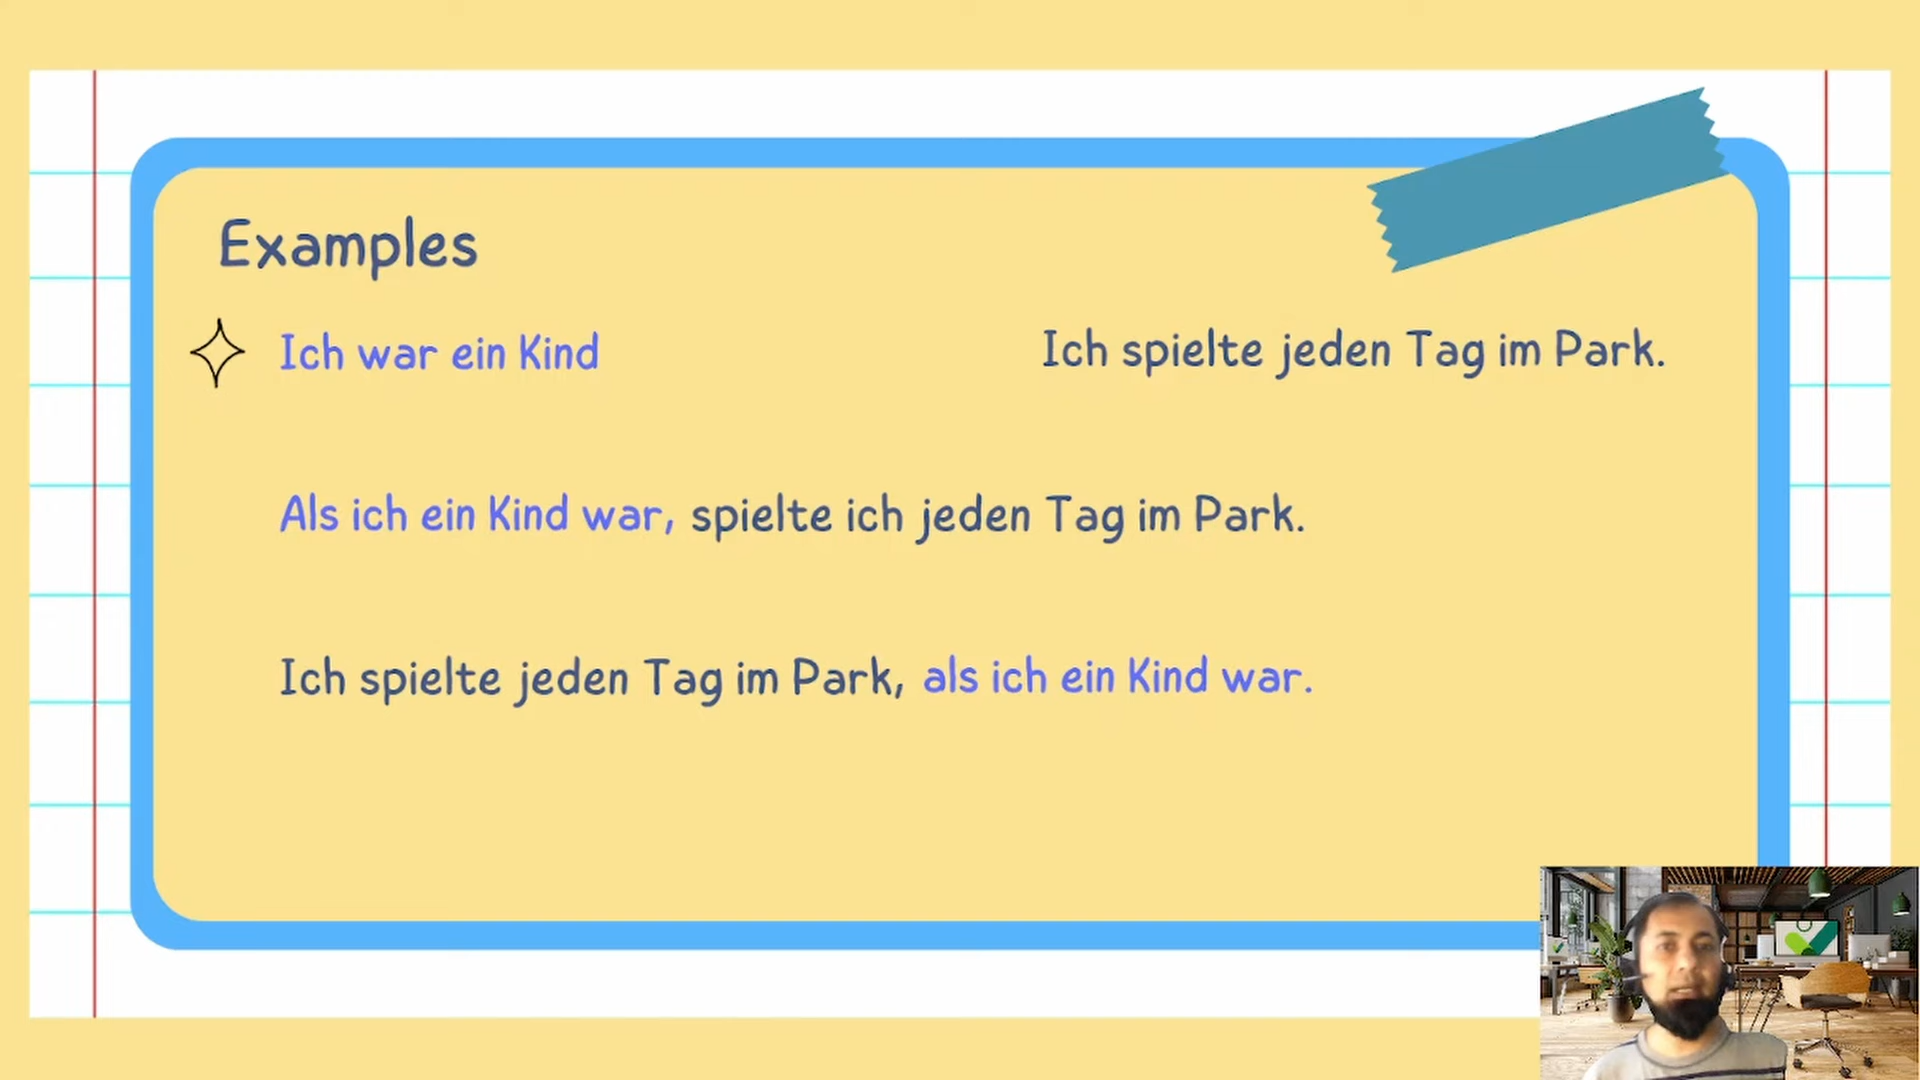 Examples
Ich war ein Kind
Ich spielte jeden Tag im Park.
Als ich ein Kind war, spielte ich jeden Tag im Park.
Ich spielte jeden Tag im Park, als ich ein Kind war.